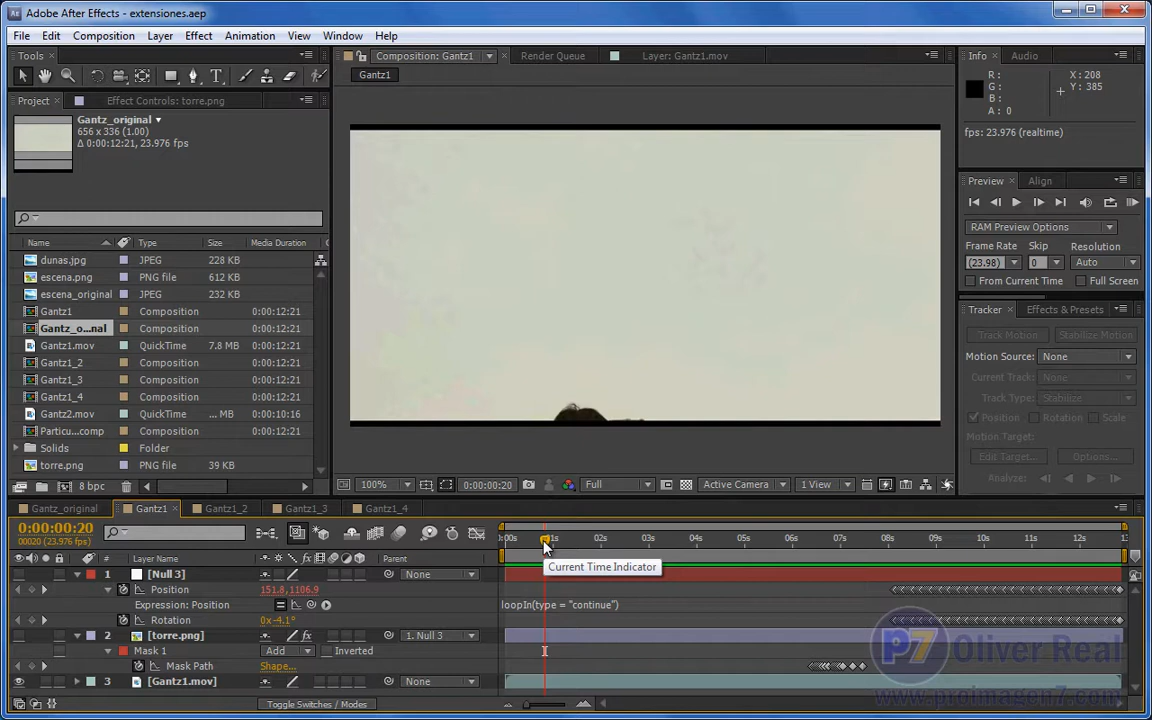 Adobe After Effects - extensiones.aep
File Edit Composition Layer Effect Animation View Window Help
Tools
Composition: Gantz1 Render Queue Layer: Gantz1.mov
Info Audio
Gantz1
R: X: 208
G: Y: 385
B:
A: 0
fps: 23.976 (realtime)
Project Effect Controls: torre.png
Gantz_original
656 x 336 (1.00)
Δ 0:00:12:21, 23.976 fps
Preview Align
RAM Preview Options
Frame Rate Skip Resolution
(23.98) 0 Auto
From Current Time Full Screen
Name Type Size Media Duration
dunas.jpg JPEG 228 KB
escena.png PNG file 612 KB
escena_original JPEG 232 KB
Gantz1 Composition 0:00:12:21
Gantz_o...nal Composition 0:00:12:21
Gantz1.mov QuickTime 7.8 MB 0:00:12:21
Gantz1_2 Composition 0:00:12:21
Gantz1_3 Composition 0:00:12:21
Gantz1_4 Composition 0:00:12:21
Gantz2.mov QuickTime ... MB 0:00:10:16
Particu...comp Composition 0:00:12:21
Solids Folder
torre.png PNG file 39 KB
Tracker Effects & Presets
Track Motion Stabilize Motion
Motion Source: None
Current Track: None
Track Type: Stabilize
Position Rotation Scale
Motion Target:
Edit Target... Options...
Analyze:
8 bpc
100% 0:00:00:20 Full Active Camera 1 View
Gantz_original Gantz1 Gantz1_2 Gantz1_3 Gantz1_4
0:00:00:20
00020 (23.976 fps)
:00s 1s 02s 03s 04s 05s 06s 07s 08s 09s 10s 11s 12s 13
# Layer Name Parent
Current Time Indicator
1 [Null 3] None
Position 151.8,1106.9
Expression: Position loopIn(type = "continue")
Rotation 0x-4.1°
2 [torre.png] 1. Null 3
Mask 1 Add Inverted
Mask Path Shape...
3 [Gantz1.mov] None
Toggle Switches / Modes
P7 Oliver Real
www.proimagen7.com